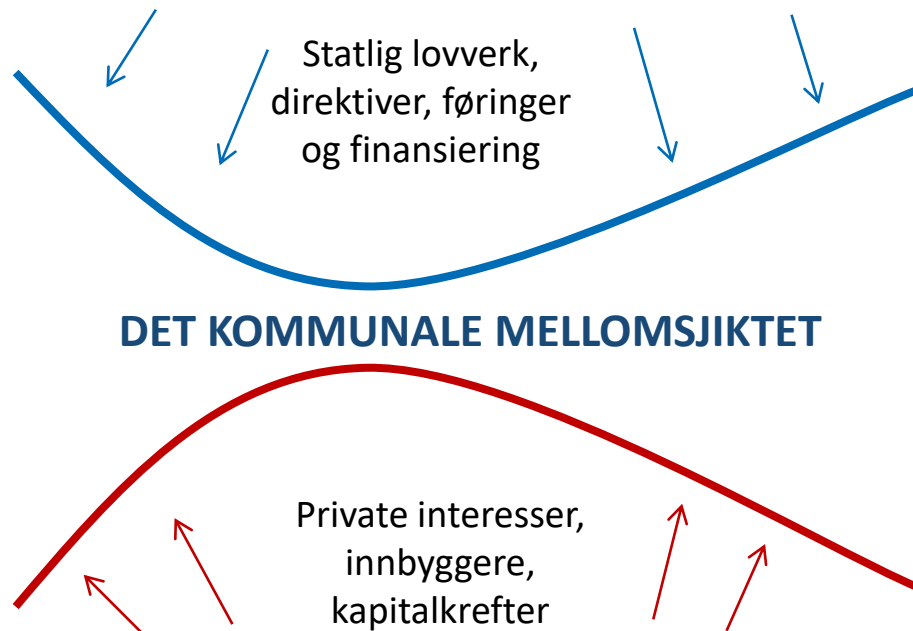 Statlig lovverk,
direktiver, føringer
og finansiering
DET KOMMUNALE MELLOMSJIKTET
Private interesser,
innbyggere,
kapitalkrefter